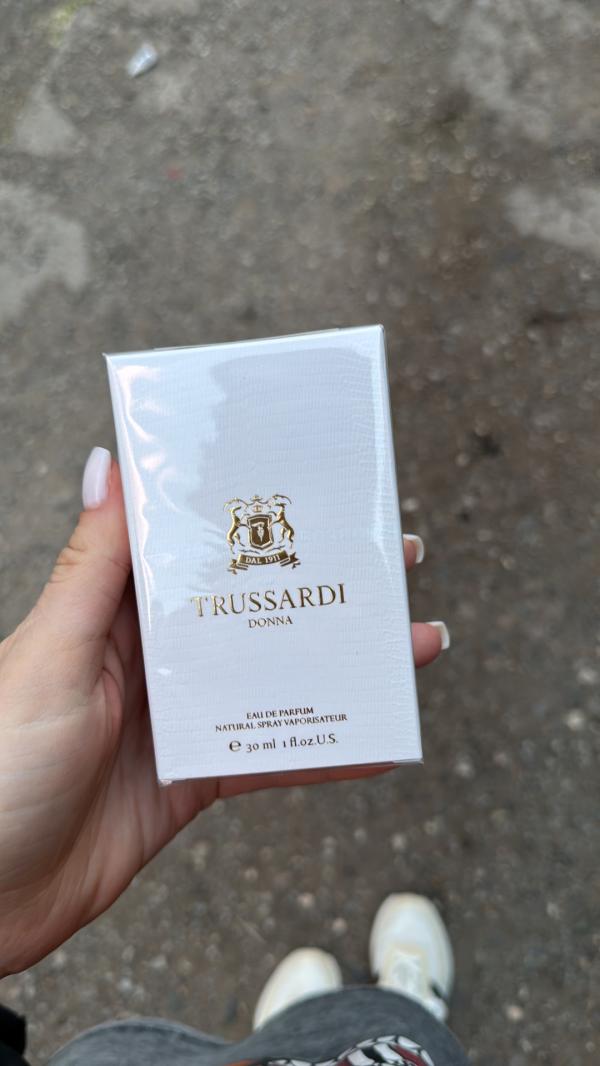 DAL 1911
TRUSSARDI
DONNA
EAU DE PARFUM
NATURAL SPRAY VAPORISATEUR
℮ 30 ml 1 fl.oz.U.S.